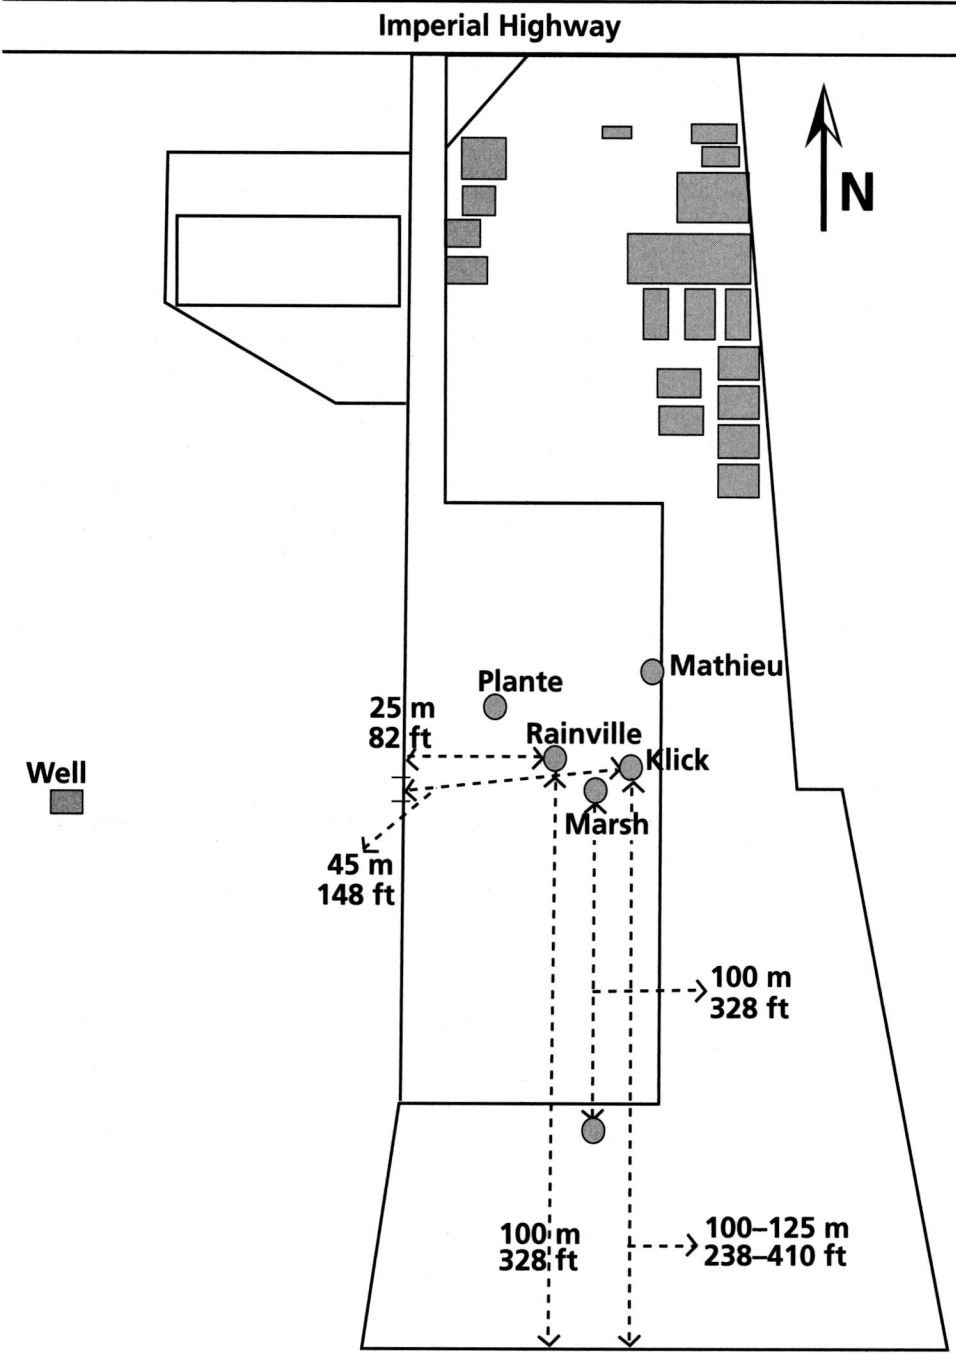 Imperial Highway
N
Mathieu
Plante
25 m
82 ft
Rainville
Klick
Well
Marsh
45 m
148 ft
100 m
328 ft
100 m
328 ft
100–125 m
238–410 ft